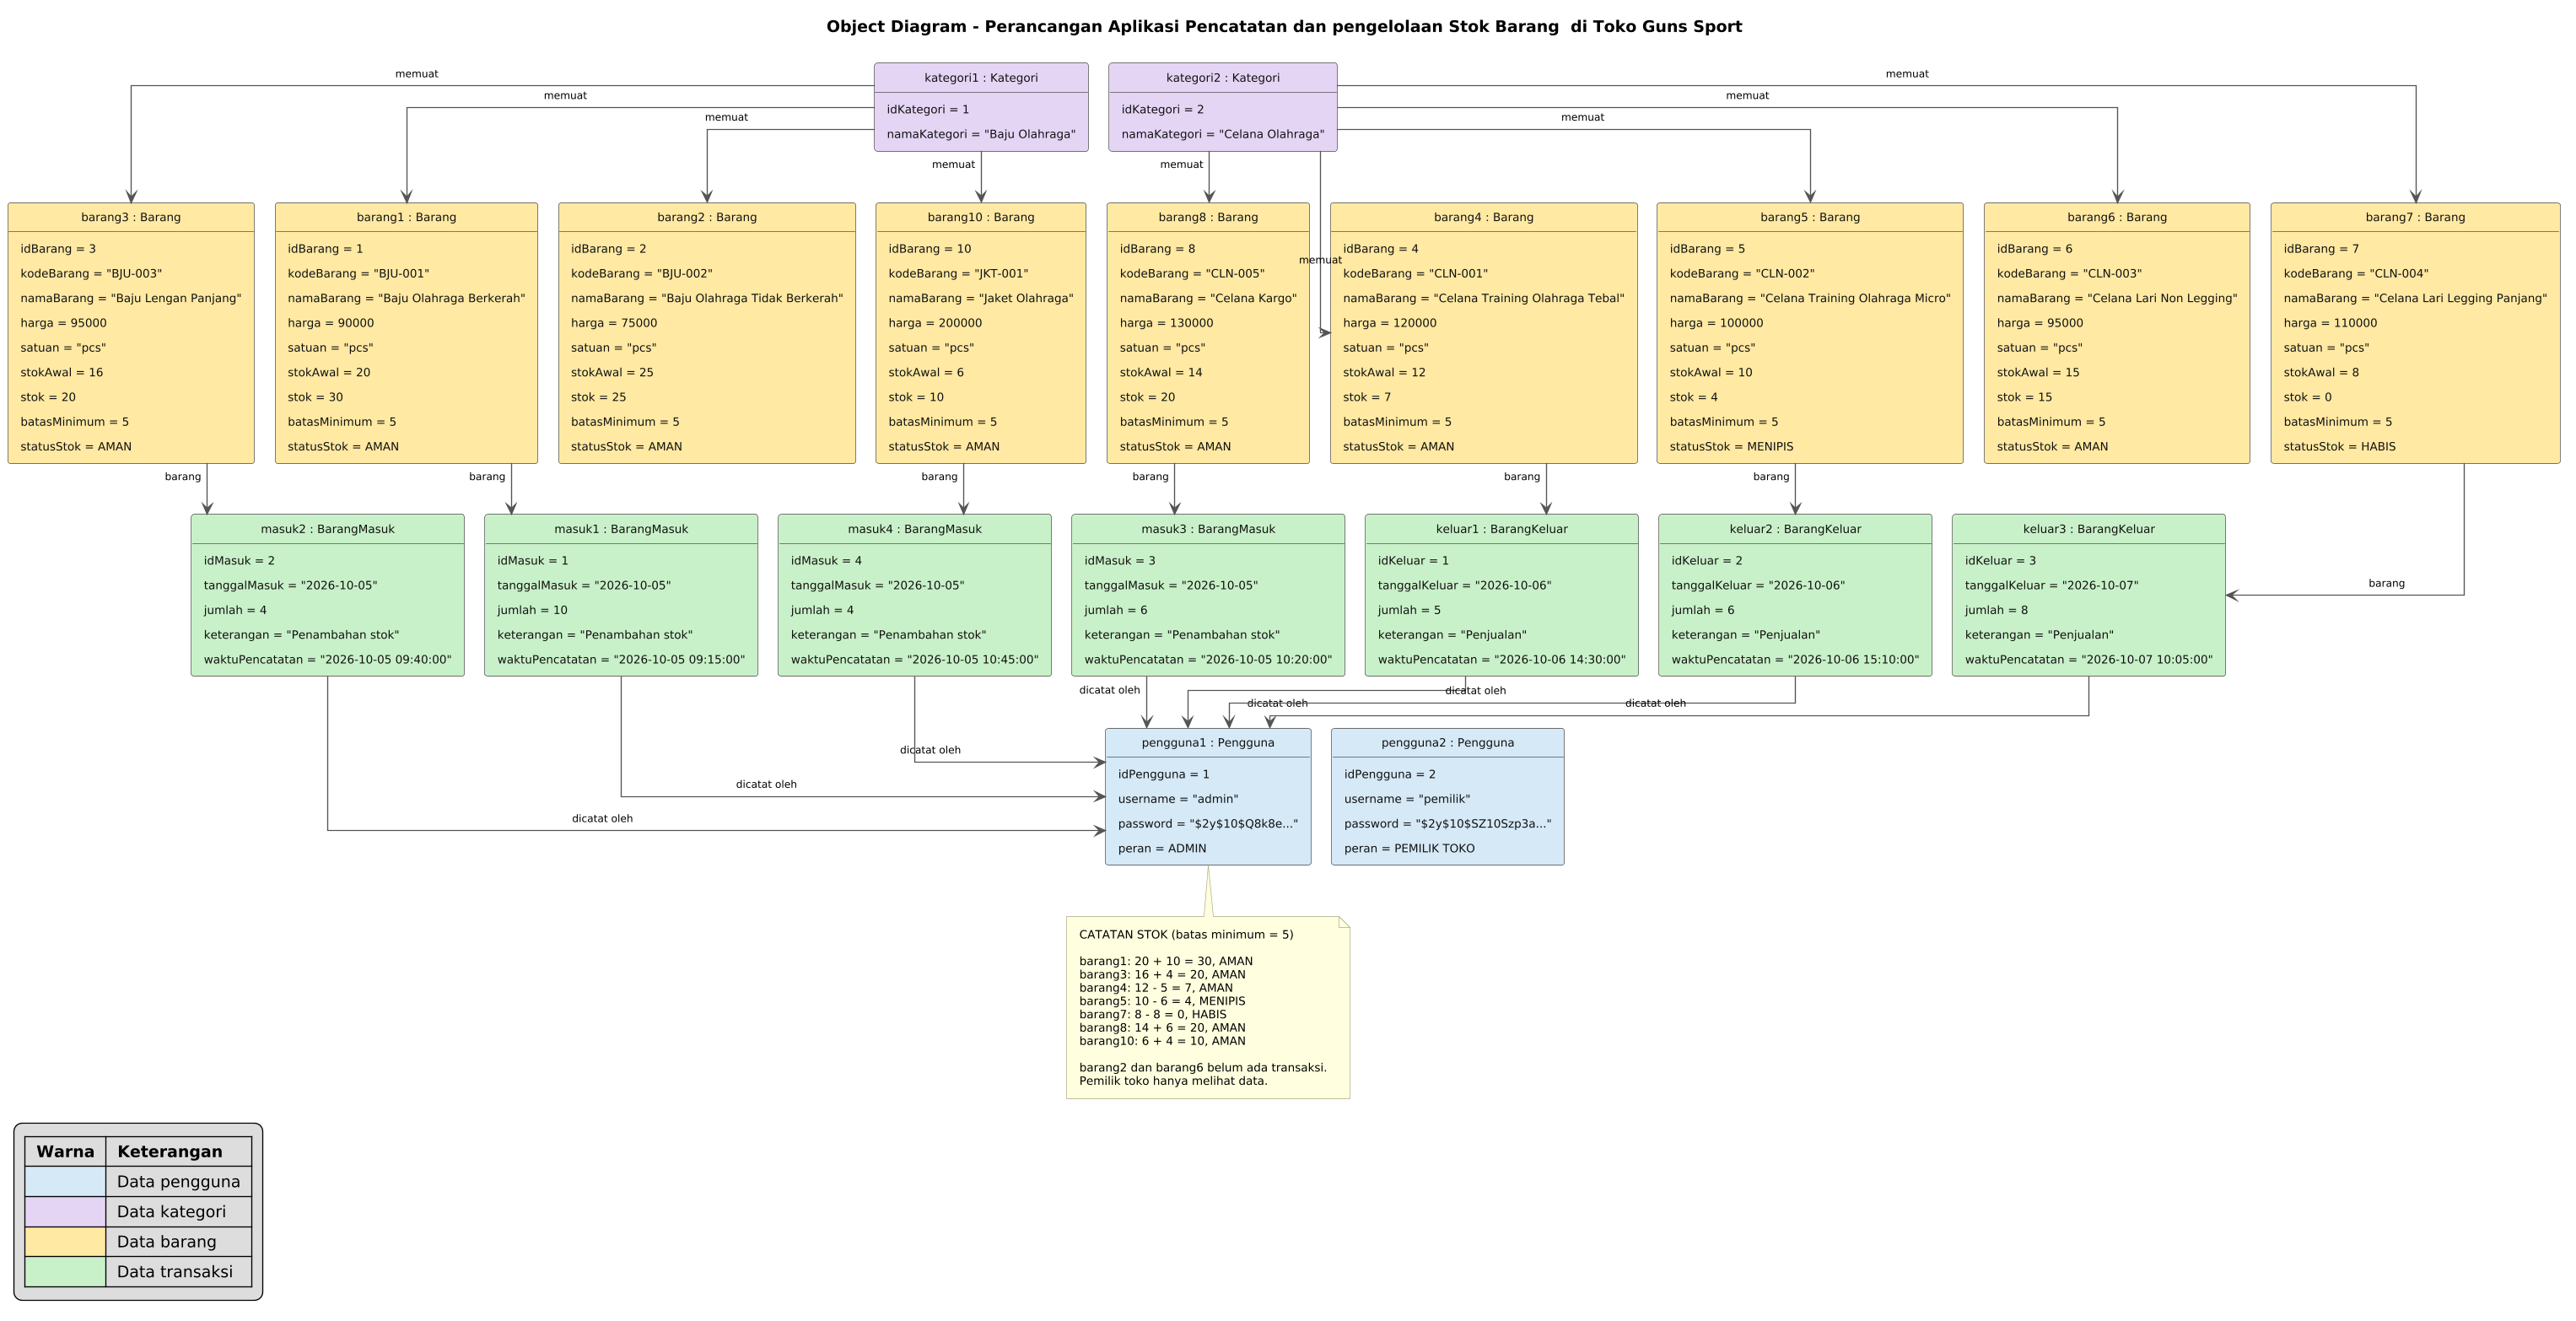 Object Diagram - Perancangan Aplikasi Pencatatan dan pengelolaan Stok Barang  di Toko Guns Sport
memuat
memuat
memuat
kategori1 : Kategori
idKategori = 1
namaKategori = "Baju Olahraga"
memuat
kategori2 : Kategori
idKategori = 2
namaKategori = "Celana Olahraga"
memuat
memuat
memuat
memuat
memuat
barang3 : Barang
idBarang = 3
kodeBarang = "BJU-003"
namaBarang = "Baju Lengan Panjang"
harga = 95000
satuan = "pcs"
stokAwal = 16
stok = 20
batasMinimum = 5
statusStok = AMAN
barang1 : Barang
idBarang = 1
kodeBarang = "BJU-001"
namaBarang = "Baju Olahraga Berkerah"
harga = 90000
satuan = "pcs"
stokAwal = 20
stok = 30
batasMinimum = 5
statusStok = AMAN
barang2 : Barang
idBarang = 2
kodeBarang = "BJU-002"
namaBarang = "Baju Olahraga Tidak Berkerah"
harga = 75000
satuan = "pcs"
stokAwal = 25
stok = 25
batasMinimum = 5
statusStok = AMAN
barang10 : Barang
idBarang = 10
kodeBarang = "JKT-001"
namaBarang = "Jaket Olahraga"
harga = 200000
satuan = "pcs"
stokAwal = 6
stok = 10
batasMinimum = 5
statusStok = AMAN
barang8 : Barang
idBarang = 8
kodeBarang = "CLN-005"
namaBarang = "Celana Kargo"
harga = 130000
satuan = "pcs"
stokAwal = 14
stok = 20
batasMinimum = 5
statusStok = AMAN
barang4 : Barang
idBarang = 4
kodeBarang = "CLN-001"
namaBarang = "Celana Training Olahraga Tebal"
harga = 120000
satuan = "pcs"
stokAwal = 12
stok = 7
batasMinimum = 5
statusStok = AMAN
barang5 : Barang
idBarang = 5
kodeBarang = "CLN-002"
namaBarang = "Celana Training Olahraga Micro"
harga = 100000
satuan = "pcs"
stokAwal = 10
stok = 4
batasMinimum = 5
statusStok = MENIPIS
barang6 : Barang
idBarang = 6
kodeBarang = "CLN-003"
namaBarang = "Celana Lari Non Legging"
harga = 95000
satuan = "pcs"
stokAwal = 15
stok = 15
batasMinimum = 5
statusStok = AMAN
barang7 : Barang
idBarang = 7
kodeBarang = "CLN-004"
namaBarang = "Celana Lari Legging Panjang"
harga = 110000
satuan = "pcs"
stokAwal = 8
stok = 0
batasMinimum = 5
statusStok = HABIS
barang
barang
barang
barang
barang
barang
barang
masuk2 : BarangMasuk
idMasuk = 2
tanggalMasuk = "2026-10-05"
jumlah = 4
keterangan = "Penambahan stok"
waktuPencatatan = "2026-10-05 09:40:00"
masuk1 : BarangMasuk
idMasuk = 1
tanggalMasuk = "2026-10-05"
jumlah = 10
keterangan = "Penambahan stok"
waktuPencatatan = "2026-10-05 09:15:00"
masuk4 : BarangMasuk
idMasuk = 4
tanggalMasuk = "2026-10-05"
jumlah = 4
keterangan = "Penambahan stok"
waktuPencatatan = "2026-10-05 10:45:00"
masuk3 : BarangMasuk
idMasuk = 3
tanggalMasuk = "2026-10-05"
jumlah = 6
keterangan = "Penambahan stok"
waktuPencatatan = "2026-10-05 10:20:00"
keluar1 : BarangKeluar
idKeluar = 1
tanggalKeluar = "2026-10-06"
jumlah = 5
keterangan = "Penjualan"
waktuPencatatan = "2026-10-06 14:30:00"
keluar2 : BarangKeluar
idKeluar = 2
tanggalKeluar = "2026-10-06"
jumlah = 6
keterangan = "Penjualan"
waktuPencatatan = "2026-10-06 15:10:00"
keluar3 : BarangKeluar
idKeluar = 3
tanggalKeluar = "2026-10-07"
jumlah = 8
keterangan = "Penjualan"
waktuPencatatan = "2026-10-07 10:05:00"
dicatat oleh
dicatat oleh
dicatat oleh
dicatat oleh
dicatat oleh
dicatat oleh
dicatat oleh
pengguna1 : Pengguna
idPengguna = 1
username = "admin"
password = "$2y$10$Q8k8e..."
peran = ADMIN
pengguna2 : Pengguna
idPengguna = 2
username = "pemilik"
password = "$2y$10$SZ10Szp3a..."
peran = PEMILIK TOKO
CATATAN STOK (batas minimum = 5)
barang1: 20 + 10 = 30, AMAN
barang3: 16 + 4 = 20, AMAN
barang4: 12 - 5 = 7, AMAN
barang5: 10 - 6 = 4, MENIPIS
barang7: 8 - 8 = 0, HABIS
barang8: 14 + 6 = 20, AMAN
barang10: 6 + 4 = 10, AMAN
barang2 dan barang6 belum ada transaksi.
Pemilik toko hanya melihat data.
Warna Keterangan
Data pengguna
Data kategori
Data barang
Data transaksi